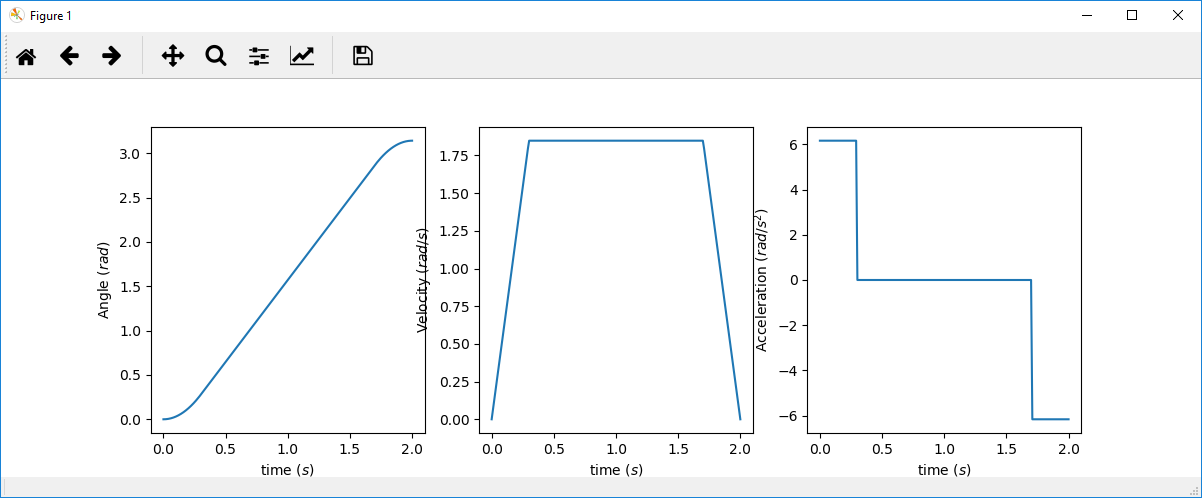 Figure 1
3.0
2.5
2.0
1.5
1.0
0.5
0.0
Angle (rad)
0.0 0.5 1.0 1.5 2.0
time (s)
1.75
1.50
1.25
1.00
0.75
0.50
0.25
0.00
Velocity (rad/s)
0.0 0.5 1.0 1.5 2.0
time (s)
6
4
2
0
−2
−4
−6
Acceleration (rad/s²)
0.0 0.5 1.0 1.5 2.0
time (s)